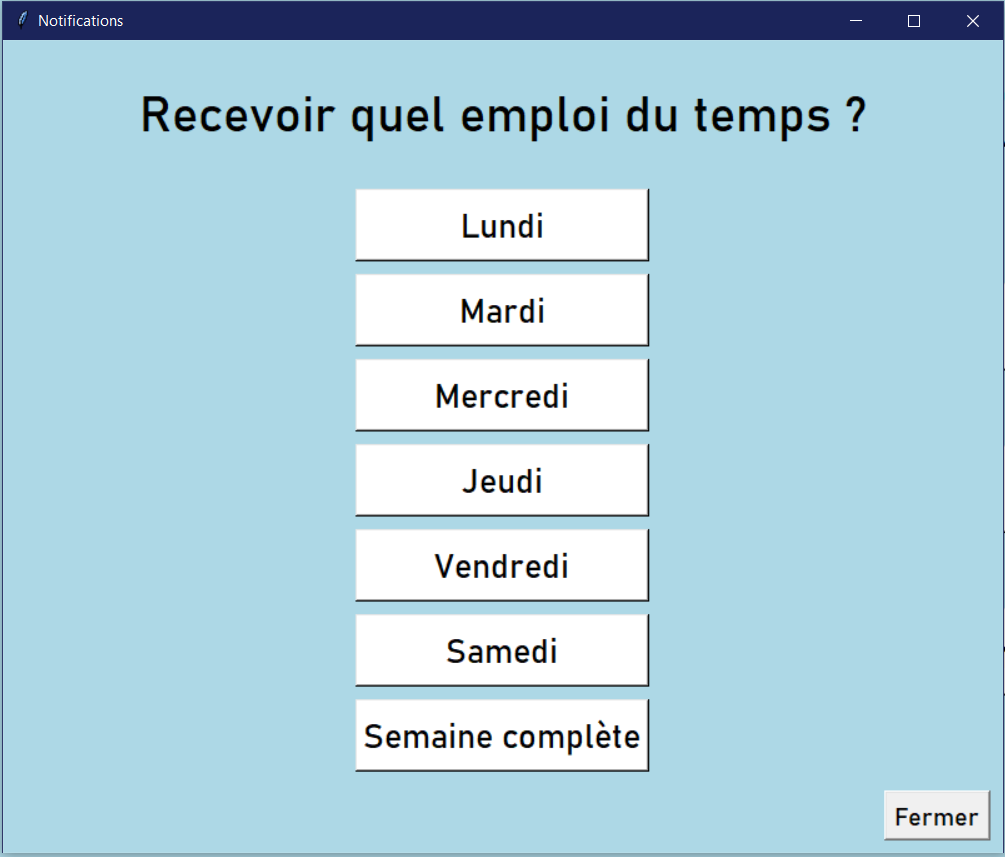 Notifications
Recevoir quel emploi du temps ?
Lundi
Mardi
Mercredi
Jeudi
Vendredi
Samedi
Semaine complète
Fermer